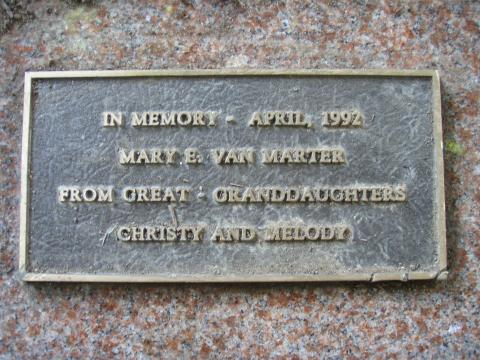 IN MEMORY - APRIL, 1992
MARY E. VAN MARTER
FROM GREAT - GRANDDAUGHTERS
CHRISTY AND MELODY